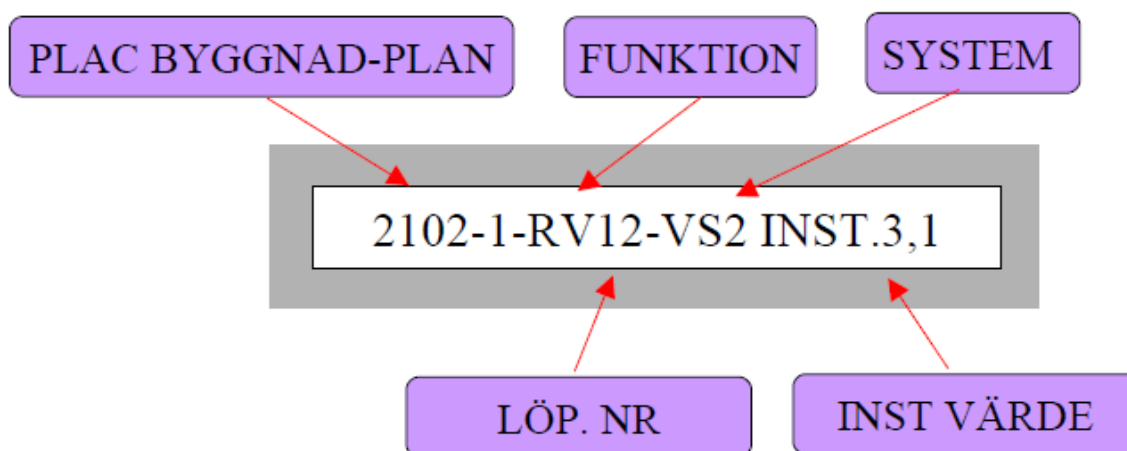 PLAC BYGGNAD-PLAN
FUNKTION
SYSTEM
2102-1-RV12-VS2 INST.3,1
LÖP. NR
INST VÄRDE